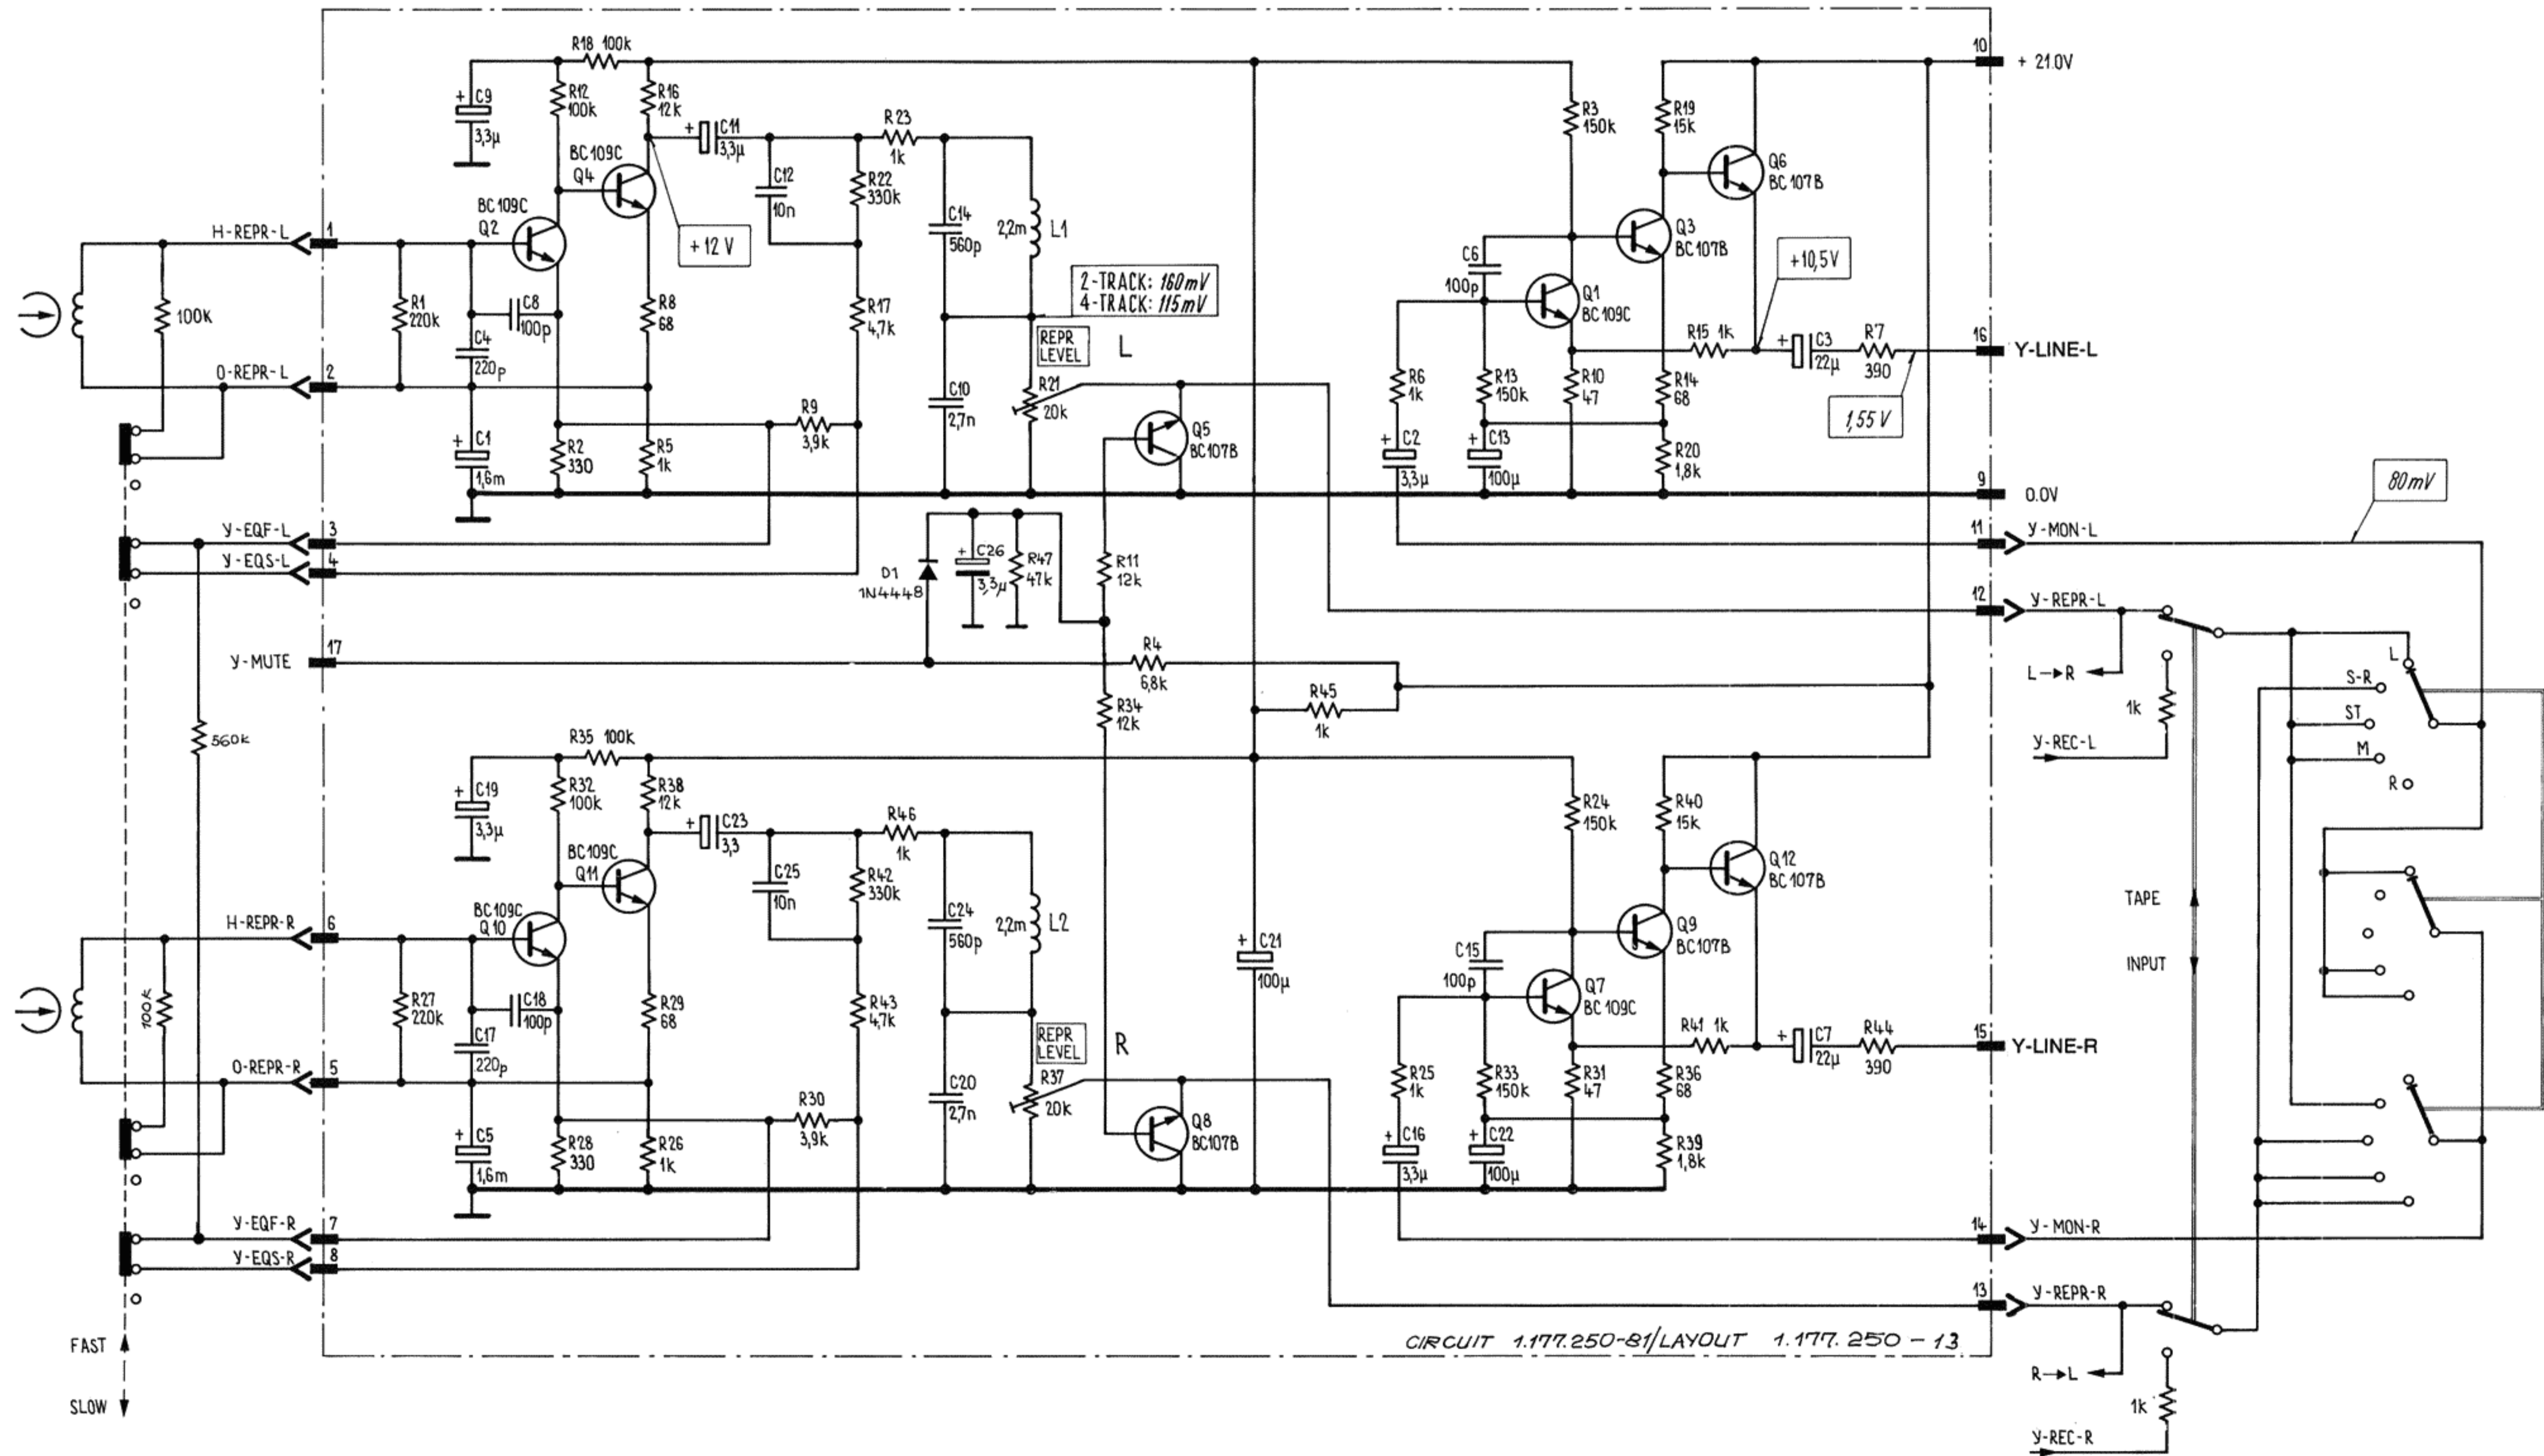 R18 100k
10
+ 21.0V
+ C9
3,3µ
R12
100k
R16
12k
+ C11
3,3µ
R 23
1k
R3
150k
R19
15k
BC109C
Q4
C12
10n
R22
330k
Q6
BC107B
BC109C
Q2
C14
560p
2,2m L1
Q3
BC107B
H-REPR-L
1
+12 V
+10,5V
C6
100p
Q1
BC109C
100k
R1
220k
C8
100p
R8
68
R17
4,7k
2-TRACK: 160mV
4-TRACK: 115mV
REPR
LEVEL
L
C4
220p
R15 1k
+ C3
22µ
R7
390
16
Y-LINE-L
O-REPR-L
2
R21
20k
C10
2,7n
R6
1k
R13
150k
R10
47
R14
68
1,55 V
R9
3,9k
+ C1
1,6m
R2
330
R5
1k
Q5
BC107B
+ C2
3,3µ
+ C13
100µ
R20
1,8k
80mV
9
0.0V
Y-EQF-L
3
11
Y-MON-L
Y-EQS-L
4
D1
1N4448
+ C26
3,3µ
R47
47k
R11
12k
12
Y-REPR-L
Y-MUTE
17
R4
6,8k
L→R
L
S-R
ST
M
R
1k
Y-REC-L
R34
12k
R45
1k
560k
R35 100k
+ C19
3,3µ
R32
100k
R38
12k
+ C23
3,3
R46
1k
R24
150k
R40
15k
BC109C
Q11
C25
10n
R42
330k
Q12
BC107B
BC109C
Q10
C24
560p
2,2m L2
Q9
BC107B
TAPE
H-REPR-R
6
+ C21
100µ
C15
100p
Q7
BC109C
INPUT
100k
R27
220k
C18
100p
R29
68
R43
4,7k
C17
220p
REPR
LEVEL
R
R41 1k
+ C7
22µ
R44
390
15
Y-LINE-R
O-REPR-R
5
R37
20k
C20
2,7n
R25
1k
R33
150k
R31
47
R36
68
R30
3,9k
+ C5
1,6m
R28
330
R26
1k
Q8
BC107B
+ C16
3,3µ
+ C22
100µ
R39
1,8k
Y-EQF-R
7
14
Y-MON-R
Y-EQS-R
8
13
Y-REPR-R
FAST
SLOW
CIRCUIT 1.177.250-81/LAYOUT 1.177.250-13
R→L
1k
Y-REC-R